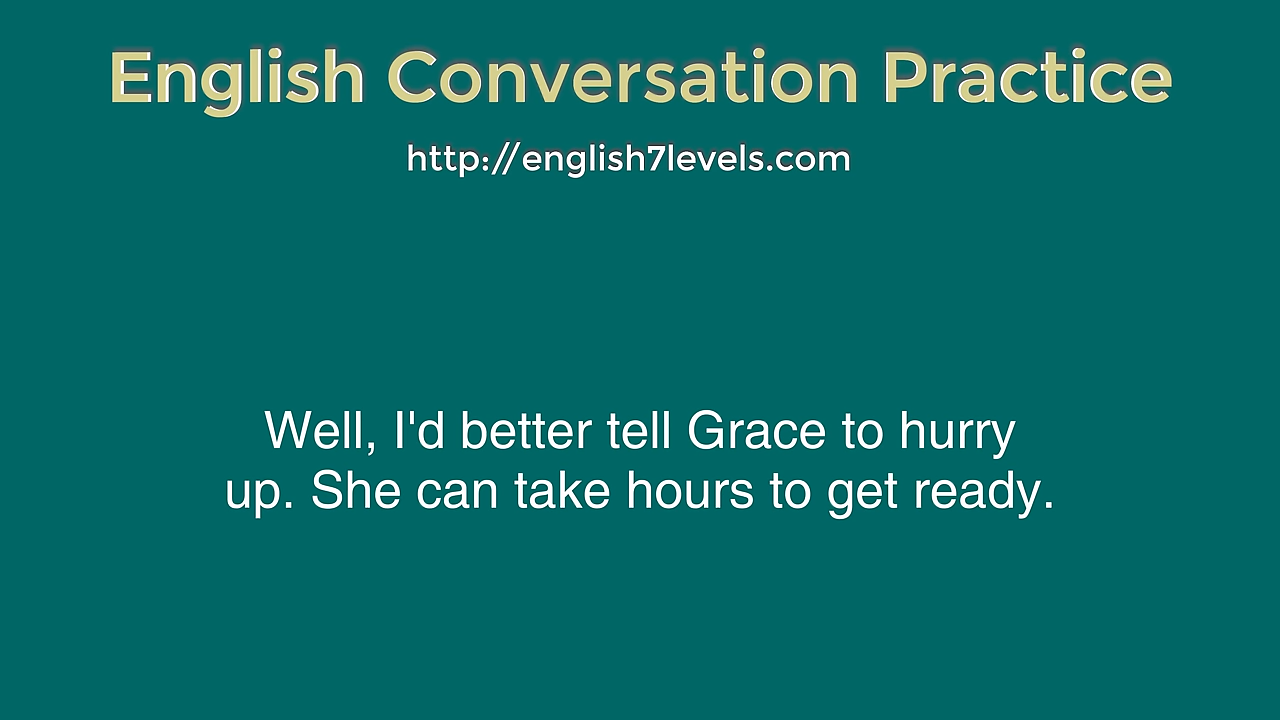 English Conversation Practice
http://english7levels.com
Well, I'd better tell Grace to hurry
up. She can take hours to get ready.